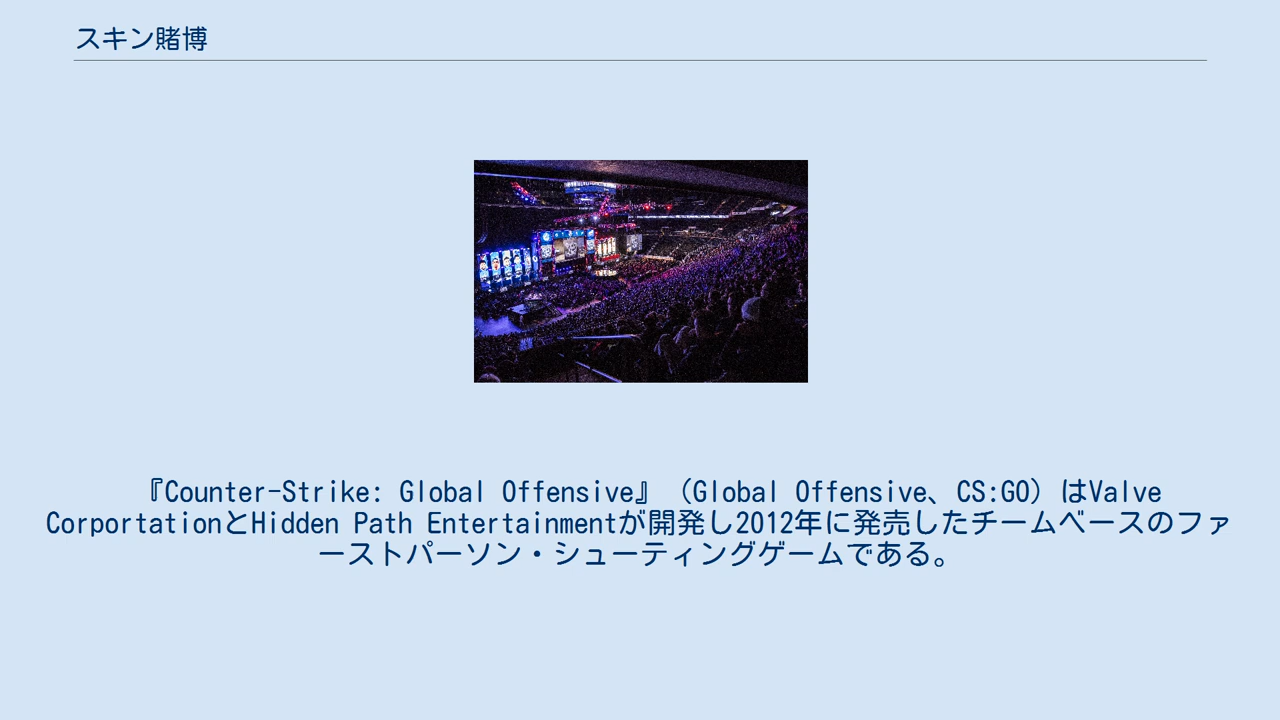 スキン賭博
『Counter-Strike: Global Offensive』（Global Offensive、CS:GO）はValve
CorportationとHidden Path Entertainmentが開発し2012年に発売したチームベースのファ
ーストパーソン・シューティングゲームである。